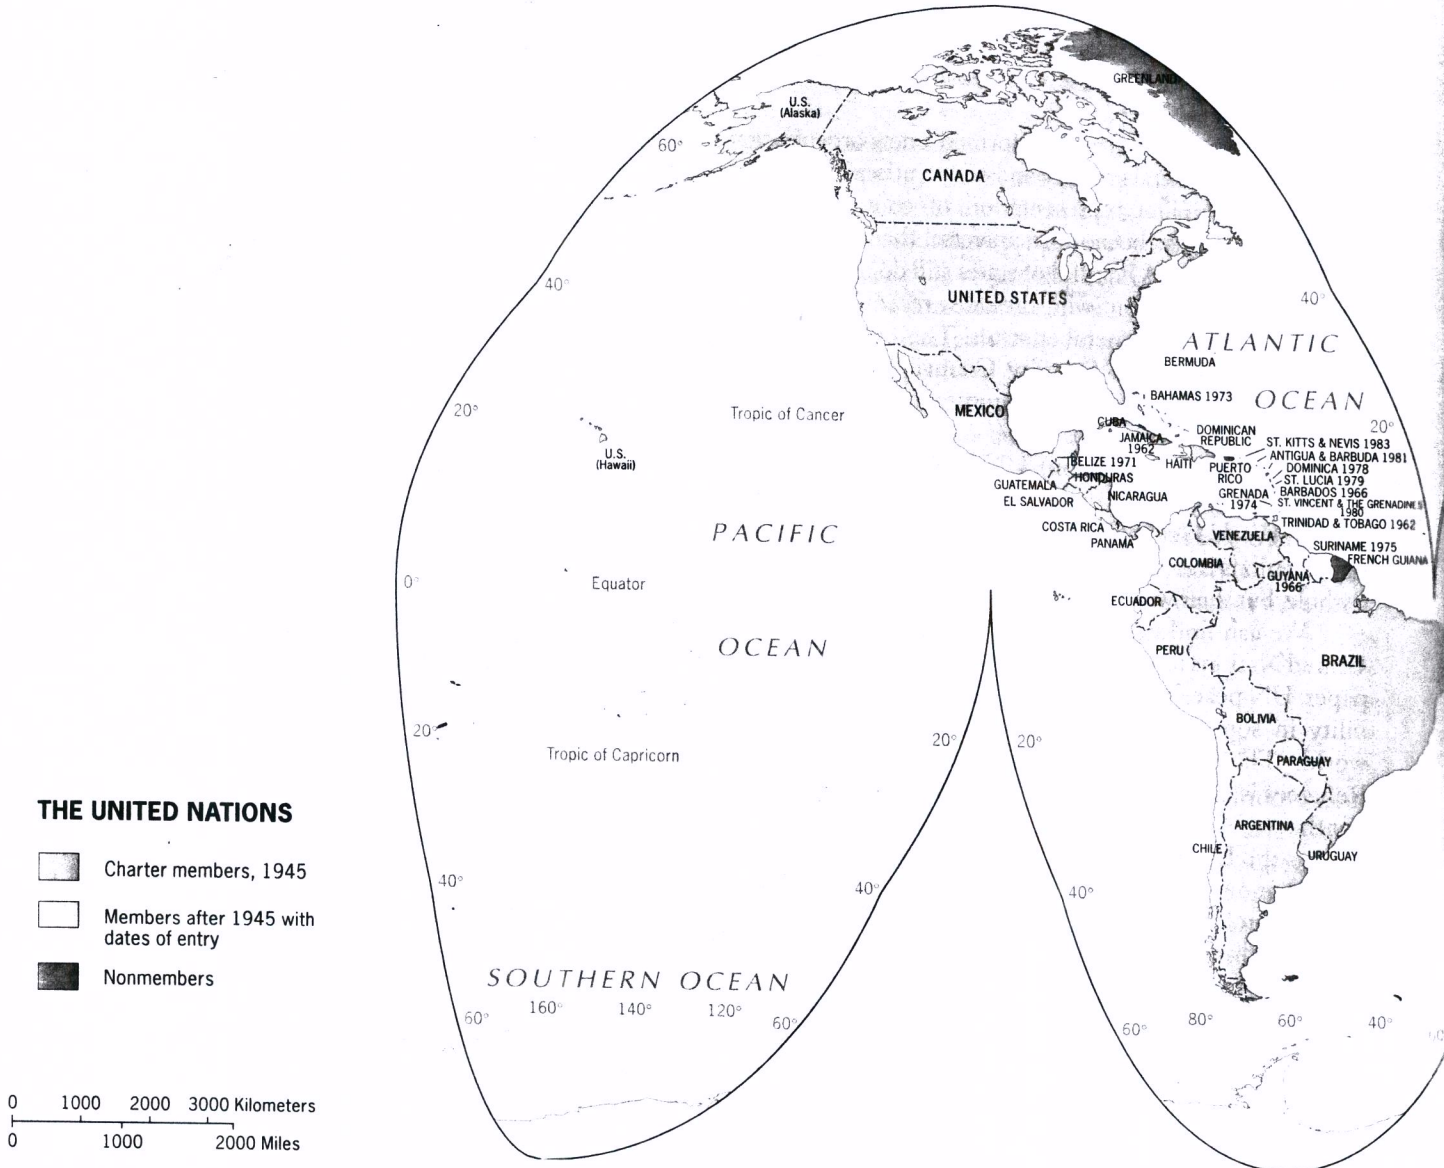 GREENLAND
U.S.
(Alaska)
60°
CANADA
40°
UNITED STATES
40°
ATLANTIC
BERMUDA
OCEAN
BAHAMAS 1973
20°
Tropic of Cancer
MEXICO
20°
CUBA
DOMINICAN
REPUBLIC
JAMAICA
1962
ST. KITTS & NEVIS 1983
U.S.
(Hawaii)
BELIZE 1971
HAITI
PUERTO
RICO
ANTIGUA & BARBUDA 1981
DOMINICA 1978
HONDURAS
ST. LUCIA 1979
GUATEMALA
BARBADOS 1966
EL SALVADOR
NICARAGUA
GRENADA
1974
ST. VINCENT & THE GRENADINES
1980
COSTA RICA
TRINIDAD & TOBAGO 1962
PACIFIC
PANAMA
VENEZUELA
SURINAME 1975
COLOMBIA
FRENCH GUIANA
0°
Equator
GUYANA
1966
ECUADOR
OCEAN
PERU
BRAZIL
20°
BOLIVIA
20°
20°
Tropic of Capricorn
PARAGUAY
ARGENTINA
CHILE
URUGUAY
40°
40°
40°
SOUTHERN OCEAN
60°
160°
140°
120°
60°
60°
80°
60°
40°
THE UNITED NATIONS
Charter members, 1945
Members after 1945 with
dates of entry
Nonmembers
0 1000 2000 3000 Kilometers
0 1000 2000 Miles